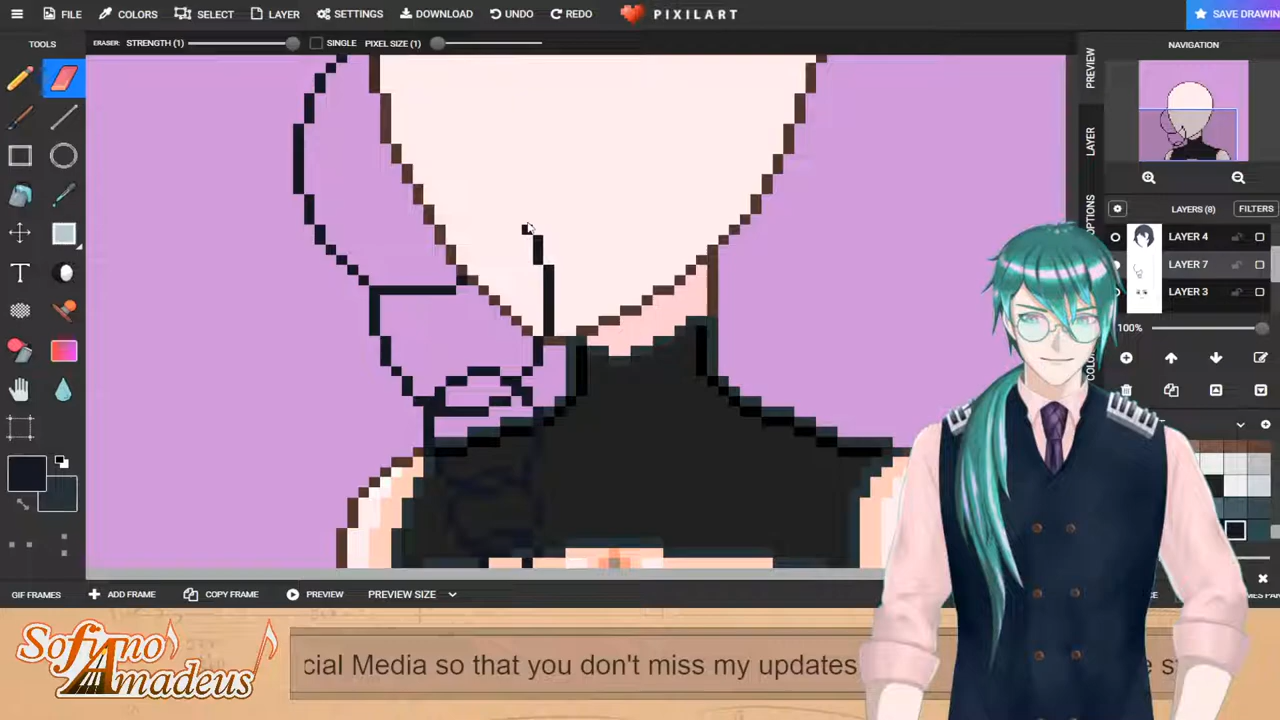 FILE COLORS SELECT LAYER SETTINGS DOWNLOAD UNDO REDO PIXILART SAVE DRAWIN
TOOLS ERASER: STRENGTH (1) SINGLE PIXEL SIZE (1) NAVIGATION
PREVIEW
LAYER
OPTIONS
LAYERS (8) FILTERS
LAYER 4
LAYER 7
LAYER 3
100%
T
GIF FRAMES ADD FRAME COPY FRAME PREVIEW PREVIEW SIZE
Sofiano
Amadeus
cial Media so that you don't miss my updates